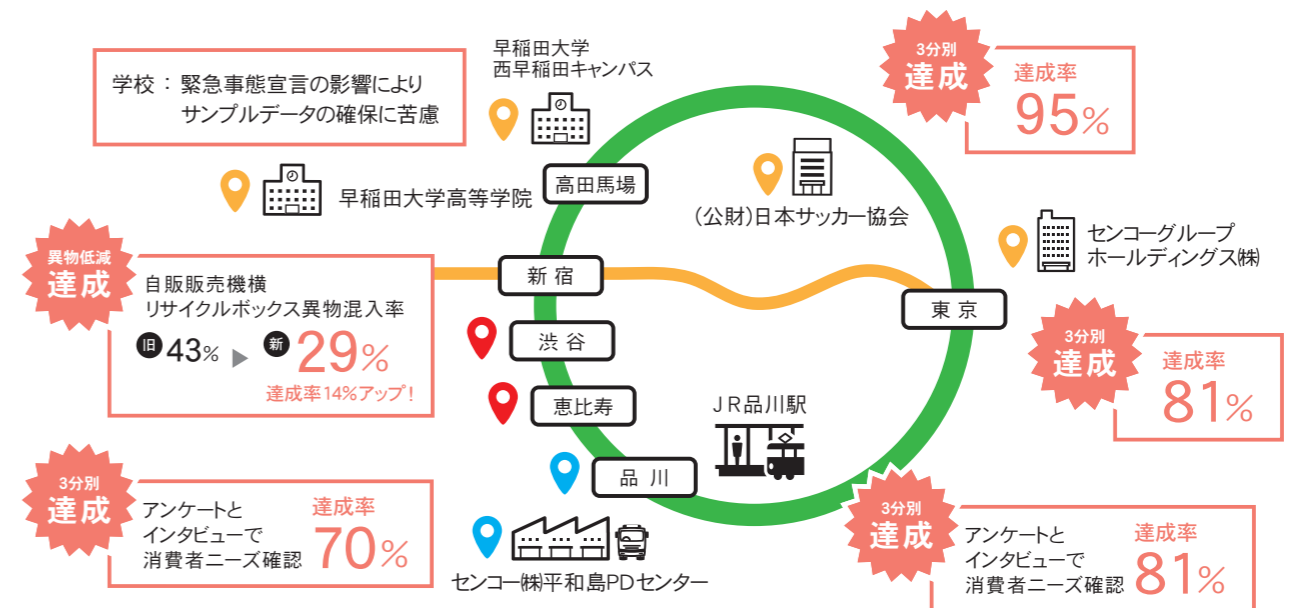 学校 : 緊急事態宣言の影響により
サンプルデータの確保に苦慮
早稲田大学
西早稲田キャンパス
3分別
達成
達成率
95%
早稲田大学高等学院
高田馬場
(公財)日本サッカー協会
センコーグループ
ホールディングス㈱
異物低減
達成
自販販売機横
リサイクルボックス異物混入率
旧 43% ▶ 新 29%
達成率14%アップ!
新宿
東京
渋谷
恵比寿
3分別
達成
達成率
81%
JR品川駅
品川
3分別
達成
アンケートと
インタビューで
消費者ニーズ確認
達成率
70%
センコー㈱平和島PDセンター
3分別
達成
アンケートと
インタビューで
消費者ニーズ確認
達成率
81%